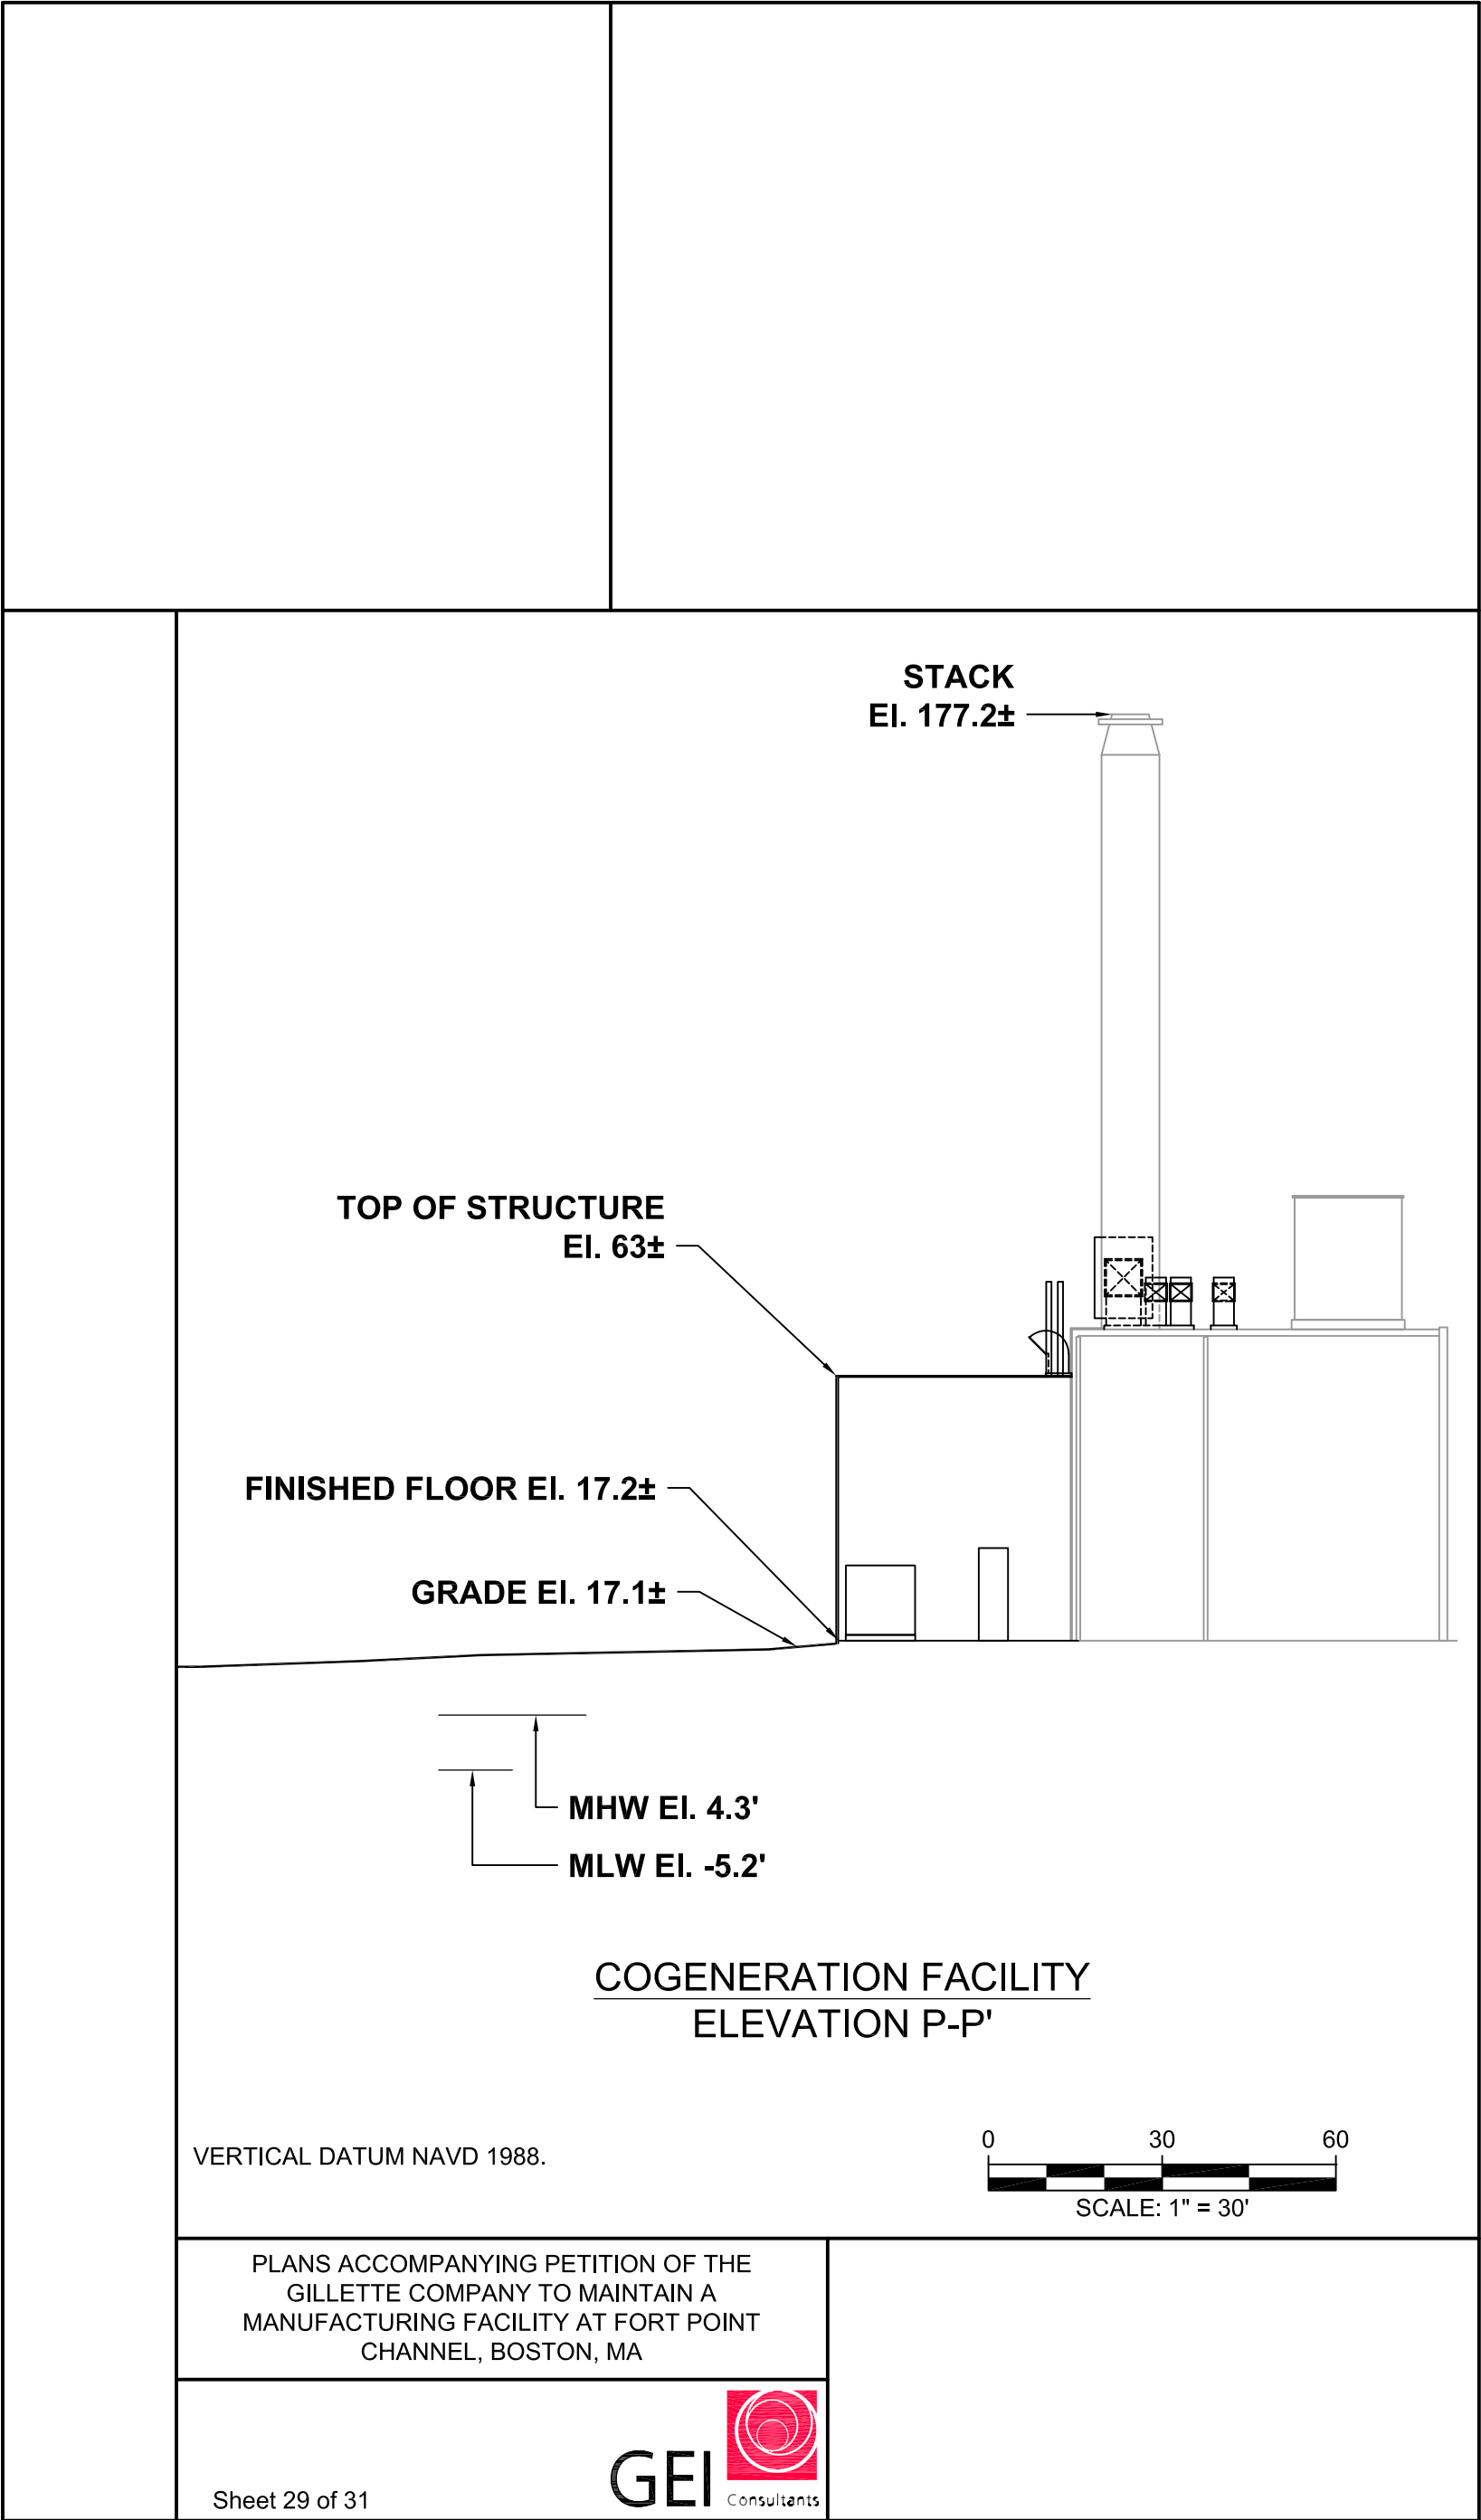 STACK
El. 177.2±
TOP OF STRUCTURE
El. 63±
FINISHED FLOOR El. 17.2±
GRADE El. 17.1±
MHW El. 4.3'
MLW El. -5.2'
COGENERATION FACILITY
ELEVATION P-P'
VERTICAL DATUM NAVD 1988.
0 30 60
SCALE: 1" = 30'
PLANS ACCOMPANYING PETITION OF THE
GILLETTE COMPANY TO MAINTAIN A
MANUFACTURING FACILITY AT FORT POINT
CHANNEL, BOSTON, MA
Sheet 29 of 31
GEI
Consultants